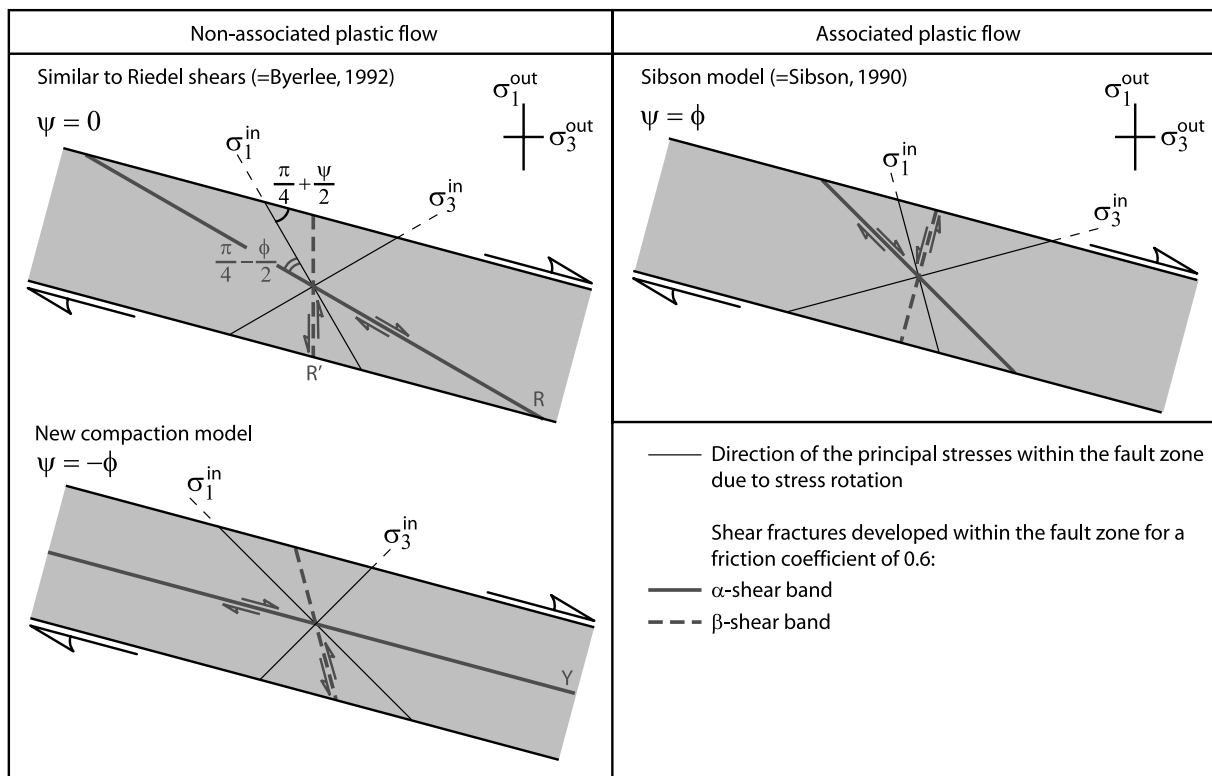 Non-associated plastic flow
Associated plastic flow
Similar to Riedel shears (=Byerlee, 1992)
ψ = 0
σ₁ᵒᵘᵗ
σ₃ᵒᵘᵗ
σ₁ⁱⁿ
π/4 + ψ/2
σ₃ⁱⁿ
π/4 − ϕ/2
R′
R
New compaction model
ψ = −ϕ
σ₁ⁱⁿ
σ₃ⁱⁿ
Y
Sibson model (=Sibson, 1990)
ψ = ϕ
σ₁ᵒᵘᵗ
σ₃ᵒᵘᵗ
σ₁ⁱⁿ
σ₃ⁱⁿ
Direction of the principal stresses within the fault zone
due to stress rotation
Shear fractures developed within the fault zone for a
friction coefficient of 0.6:
α-shear band
β-shear band